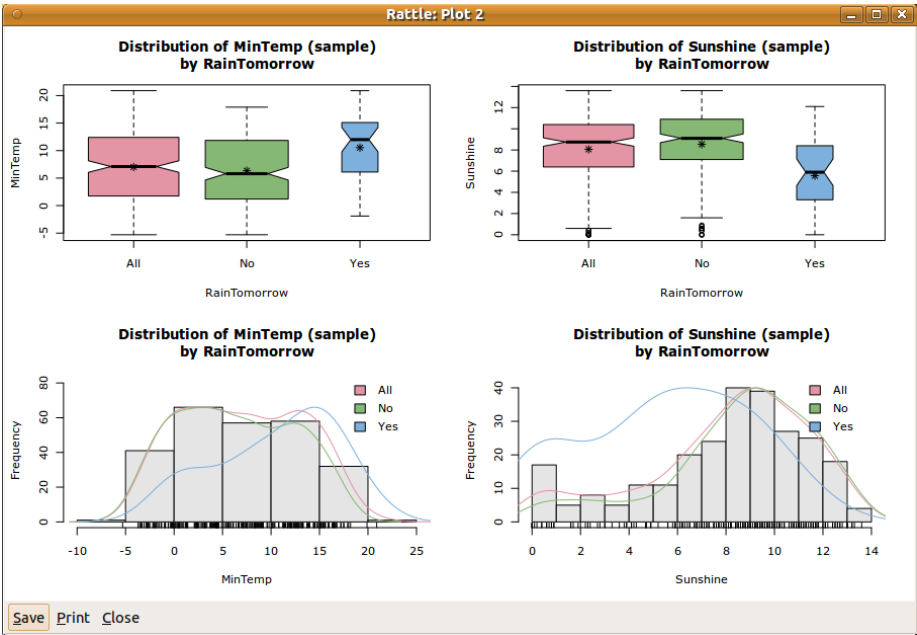 Rattle: Plot 2
Distribution of MinTemp (sample)
by RainTomorrow
MinTemp
20
15
10
5
0
-5
All No Yes
RainTomorrow
Distribution of Sunshine (sample)
by RainTomorrow
Sunshine
12
10
8
6
4
2
0
All No Yes
RainTomorrow
Distribution of MinTemp (sample)
by RainTomorrow
Frequency
80
60
40
20
0
All
No
Yes
-10 -5 0 5 10 15 20 25
MinTemp
Distribution of Sunshine (sample)
by RainTomorrow
Frequency
40
30
20
10
0
All
No
Yes
0 2 4 6 8 10 12 14
Sunshine
Save Print Close